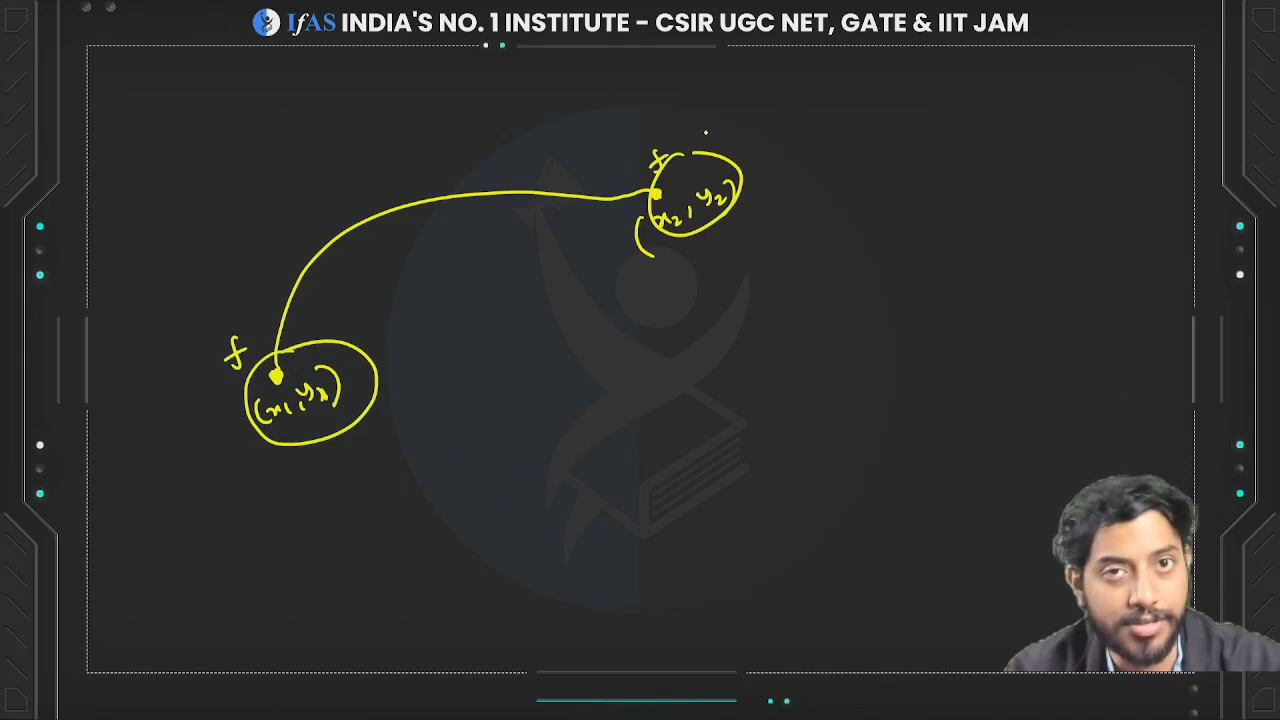 IfAS INDIA'S NO. 1 INSTITUTE – CSIR UGC NET, GATE & IIT JAM
f
(x₂, y₂)
f
(x₁, y₁)